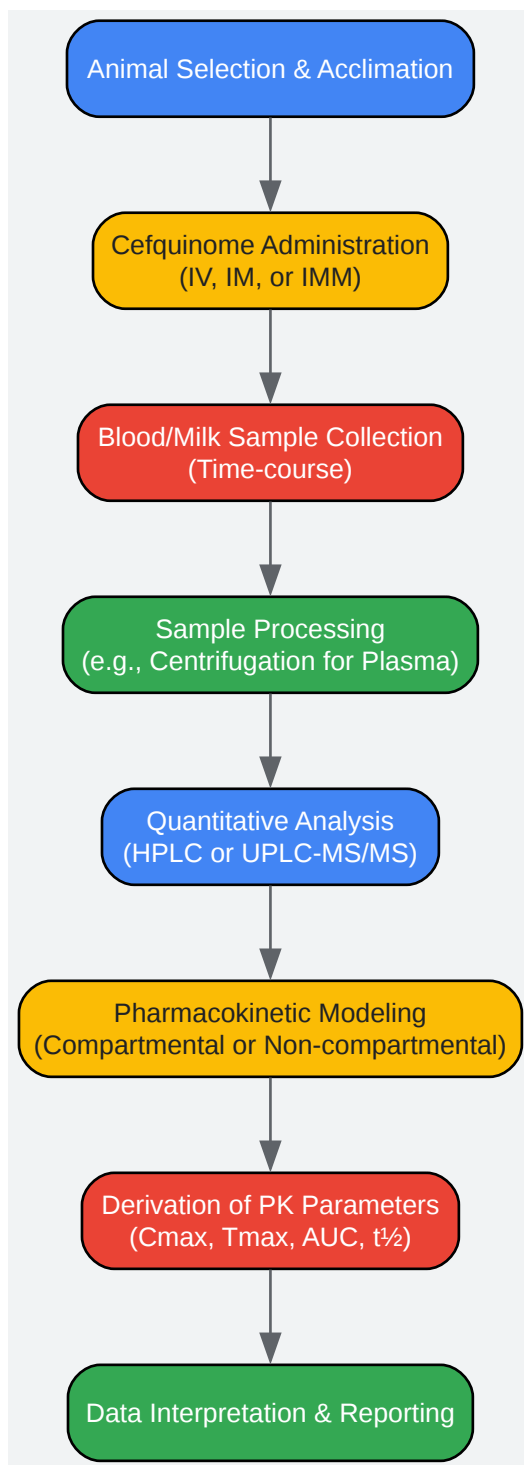 Animal Selection & Acclimation
Cefquinome Administration
(IV, IM, or IMM)
Blood/Milk Sample Collection
(Time-course)
Sample Processing
(e.g., Centrifugation for Plasma)
Quantitative Analysis
(HPLC or UPLC-MS/MS)
Pharmacokinetic Modeling
(Compartmental or Non-compartmental)
Derivation of PK Parameters
(Cmax, Tmax, AUC, t½)
Data Interpretation & Reporting